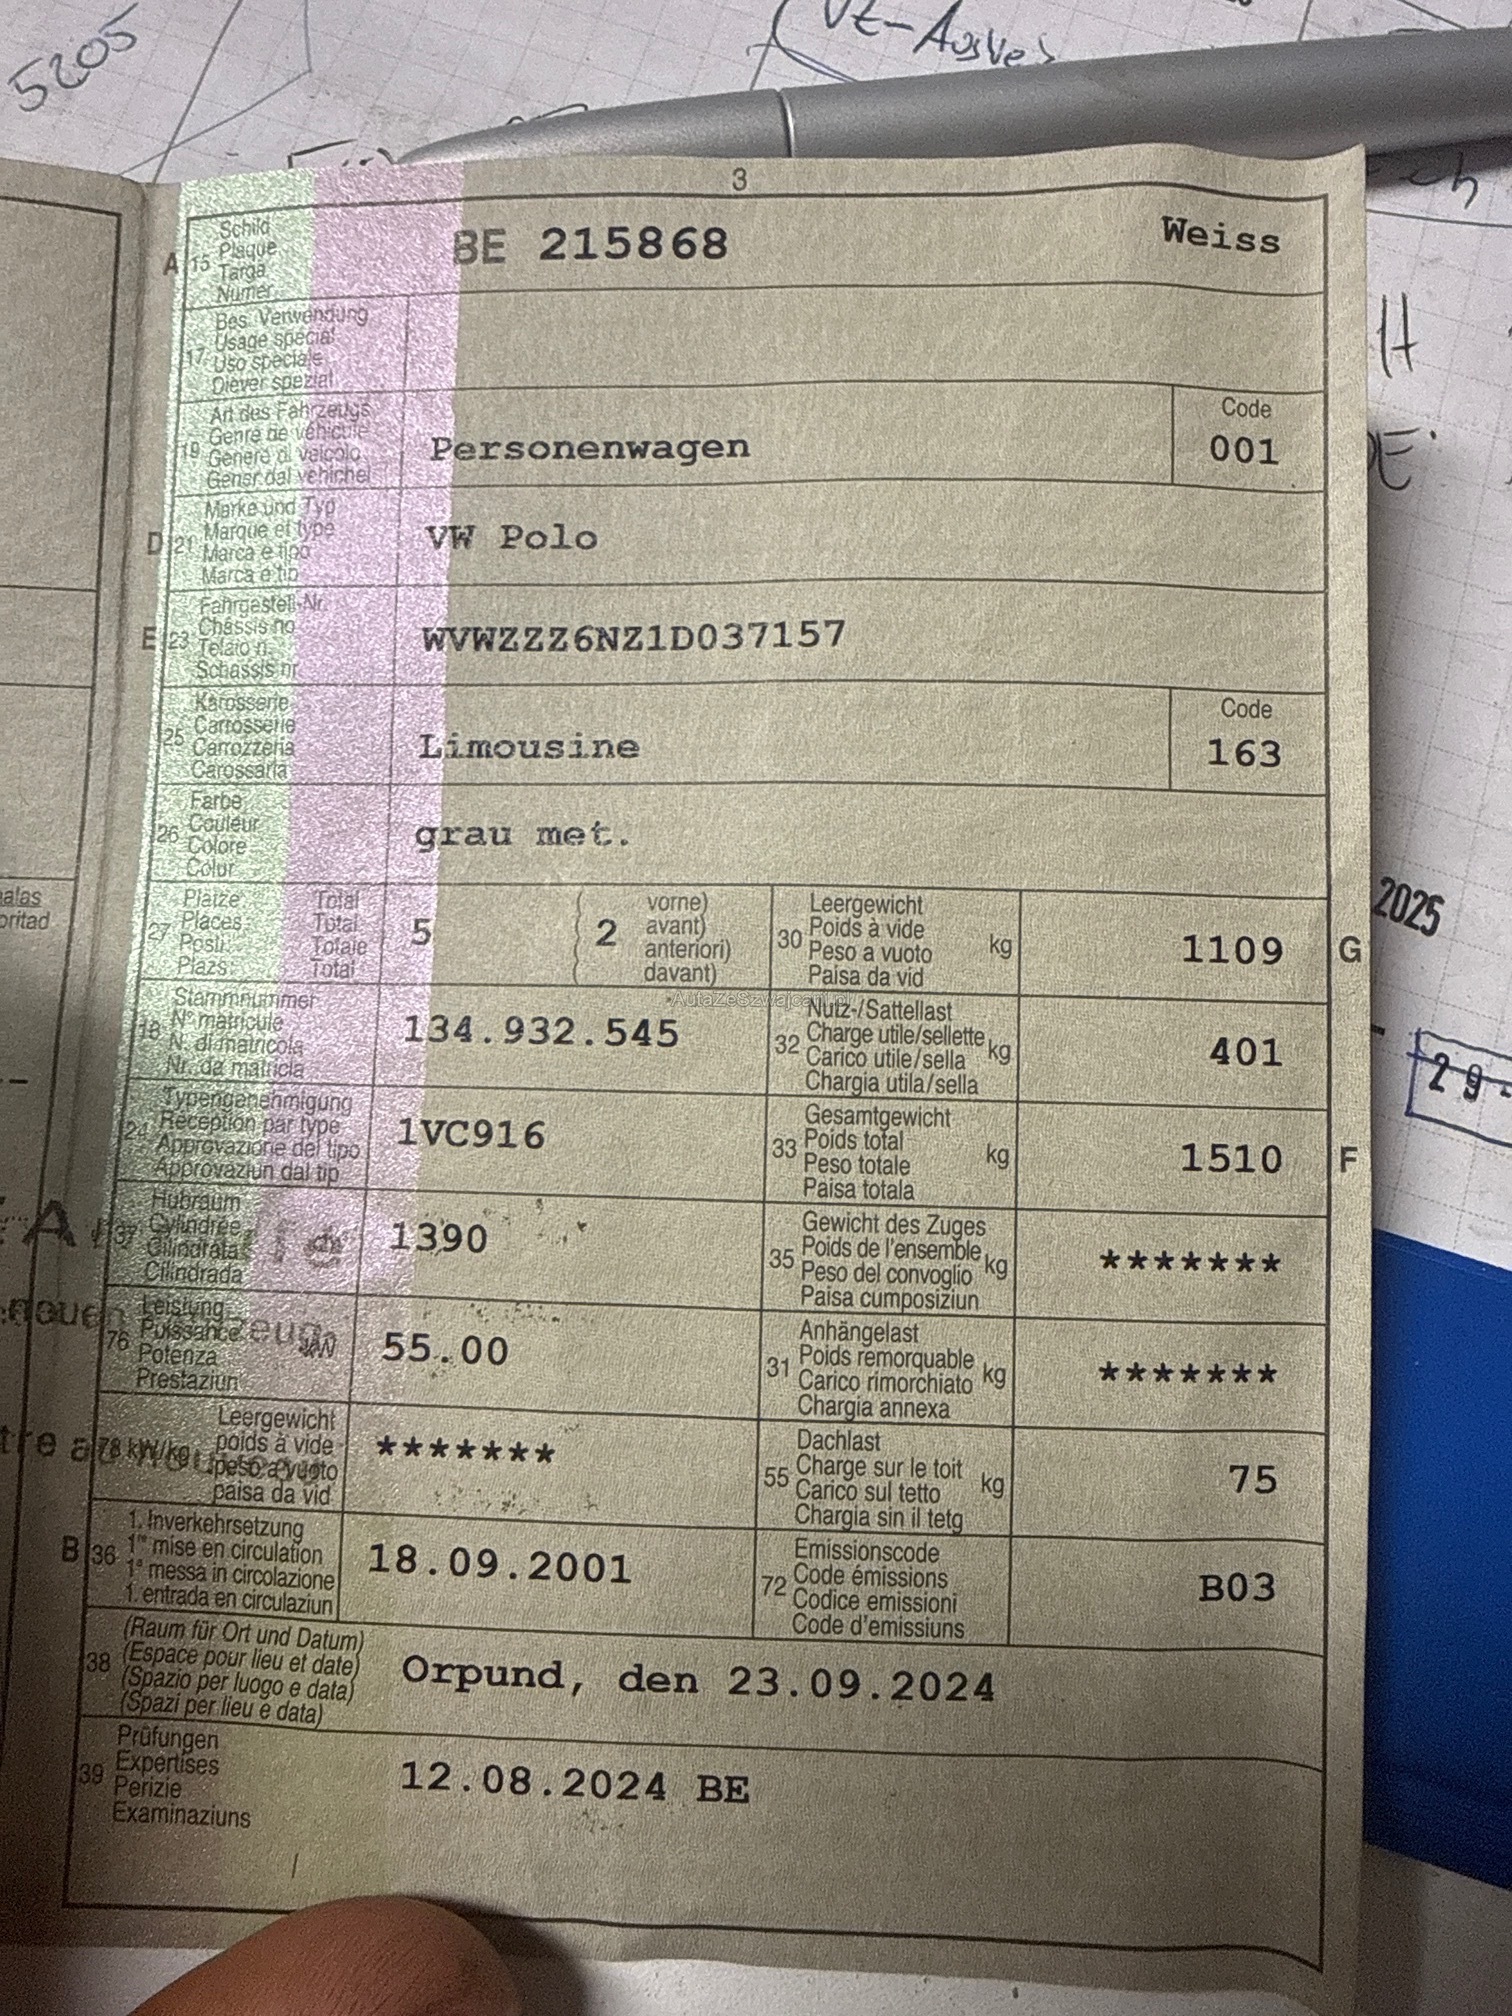 5205
VE-Ausweis
3
A 15 Schild Plaque Targa Numer
BE 215868 Weiss
17 Bes. Verwendung Usage spécial Uso speciale Diever spezial
19 Art des Fahrzeugs Genre de véhicule Genere di veicolo Gener dal vehichel
Personenwagen
Code 001
D 21 Marke und Typ Marque et type Marca e tipo Marca e tip
VW Polo
E 23 Fahrgestell-Nr. Châssis no Telaio n. Schassis nr.
WVWZZZ6NZ1D037157
25 Karosserie Carrosserie Carrozzeria Carossaria
Limousine
Code 163
26 Farbe Couleur Colore Colur
grau met.
27 Plätze Places Posti Plazs
Total Total Totale Total
5
2
vorne) avant) anteriori) davant)
30 Leergewicht Poids à vide Peso a vuoto Paisa da vid kg
1109 G
AutaZeSzwajcarii.pl
18 Stammnummer N° matricule N. di matricola Nr. da matricla
134.932.545
32 Nutz-/Sattellast Charge utile/sellette Carico utile/sella Chargia utila/sella kg
401
24 Typengenehmigung Réception par type Approvazione del tipo Approvaziun dal tip
1VC916
33 Gesamtgewicht Poids total Peso totale Paisa totala kg
1510 F
37 Hubraum Cylindrée Cilindrata Cilindrada
1390
35 Gewicht des Zuges Poids de l'ensemble Peso del convoglio Paisa cumposiziun kg
*******
76 Leistung Puissance Potenza Prestaziun kW
55.00
31 Anhängelast Poids remorquable Carico rimorchiato Chargia annexa kg
*******
78 kW/kg Leergewicht poids à vide peso a vuoto paisa da vid
*******
55 Dachlast Charge sur le toit Carico sul tetto Chargia sin il tetg kg
75
B 36 1. Inverkehrsetzung 1re mise en circulation 1a messa in circolazione 1. entrada en circulaziun
18.09.2001
72 Emissionscode Code émissions Codice emissioni Code d'emissiuns
B03
38 (Raum für Ort und Datum) (Espace pour lieu et date) (Spazio per luogo e data) (Spazi per lieu e data)
Orpund, den 23.09.2024
39 Prüfungen Expertises Perizie Examinaziuns
12.08.2024 BE
2025
29